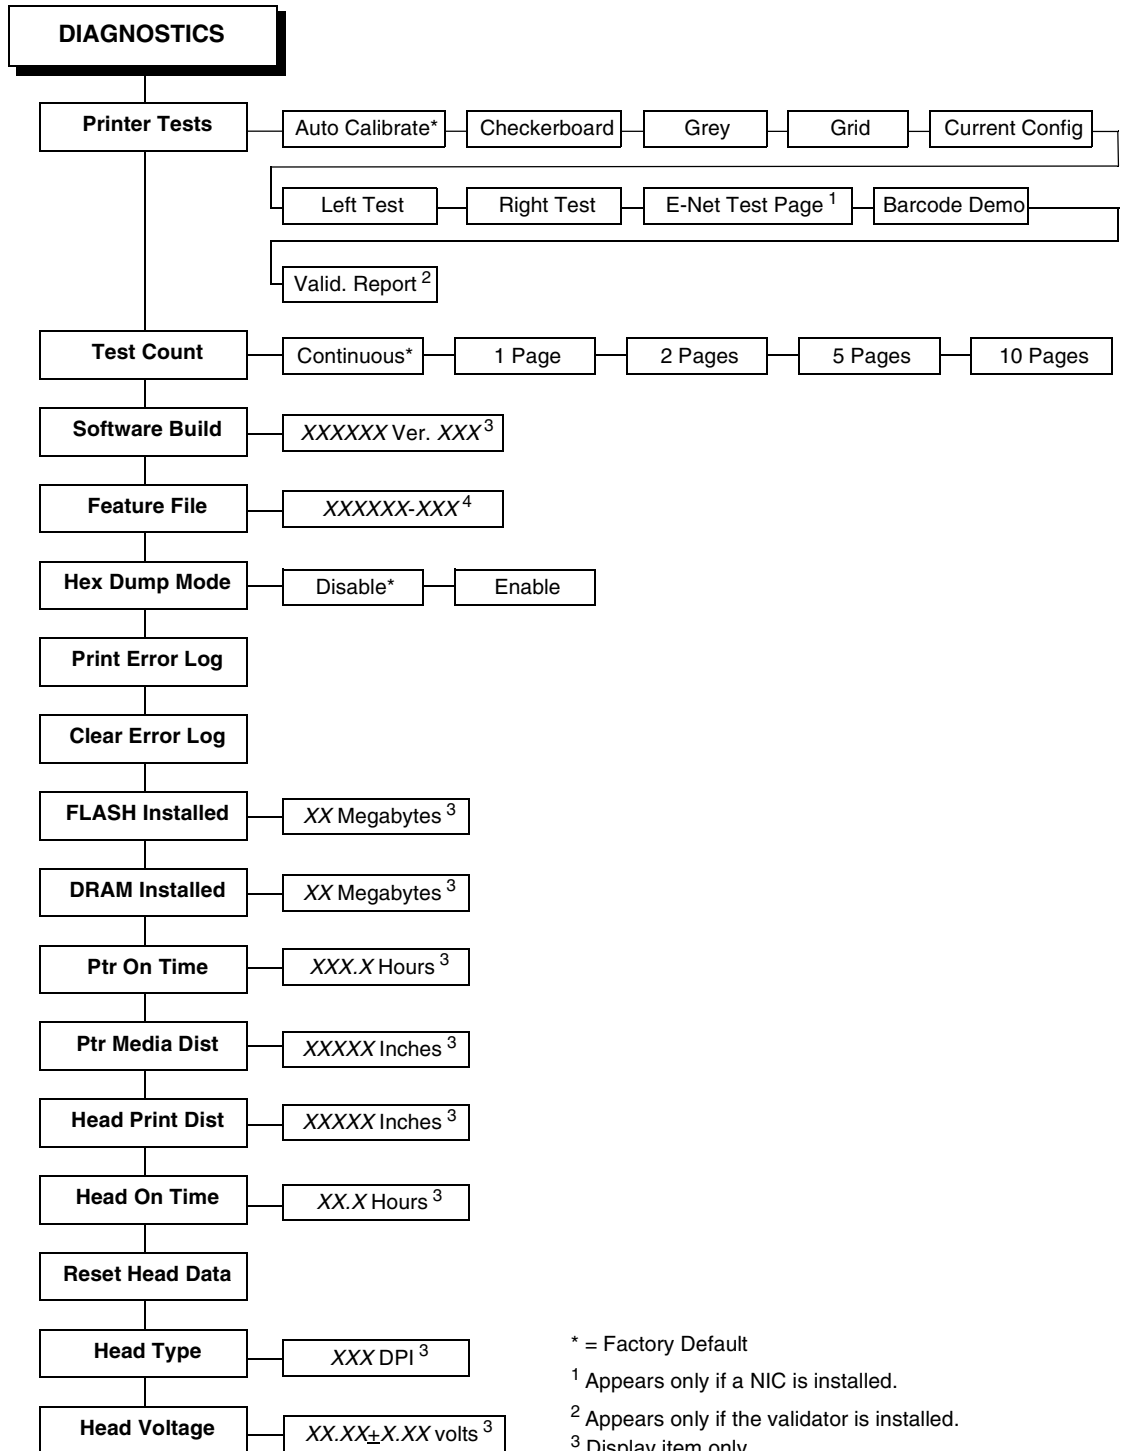 DIAGNOSTICS
Printer Tests
Auto Calibrate*
Checkerboard
Grey
Grid
Current Config
Left Test
Right Test
E-Net Test Page 1
Barcode Demo
Valid. Report 2
Test Count
Continuous*
1 Page
2 Pages
5 Pages
10 Pages
Software Build
XXXXXX Ver. XXX 3
Feature File
XXXXXX-XXX 4
Hex Dump Mode
Disable*
Enable
Print Error Log
Clear Error Log
FLASH Installed
XX Megabytes 3
DRAM Installed
XX Megabytes 3
Ptr On Time
XXX.X Hours 3
Ptr Media Dist
XXXXX Inches 3
Head Print Dist
XXXXX Inches 3
Head On Time
XX.X Hours 3
Reset Head Data
Head Type
XXX DPI 3
Head Voltage
XX.XX±X.XX volts 3
* = Factory Default
1 Appears only if a NIC is installed.
2 Appears only if the validator is installed.
3 Display item only